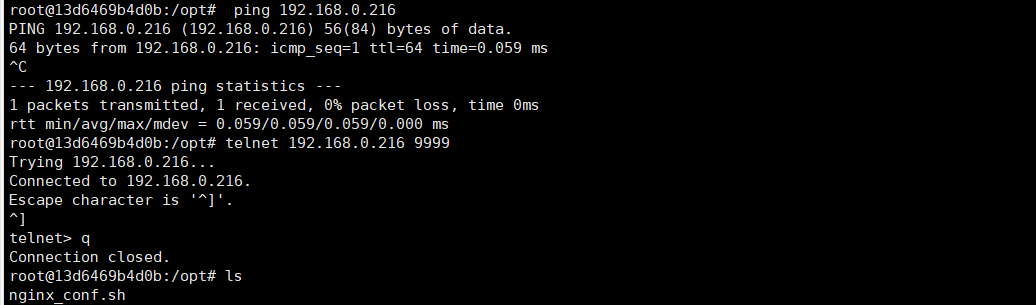 root@13d6469b4d0b:/opt#  ping 192.168.0.216
PING 192.168.0.216 (192.168.0.216) 56(84) bytes of data.
64 bytes from 192.168.0.216: icmp_seq=1 ttl=64 time=0.059 ms
^C
--- 192.168.0.216 ping statistics ---
1 packets transmitted, 1 received, 0% packet loss, time 0ms
rtt min/avg/max/mdev = 0.059/0.059/0.059/0.000 ms
root@13d6469b4d0b:/opt# telnet 192.168.0.216 9999
Trying 192.168.0.216...
Connected to 192.168.0.216.
Escape character is '^]'.
^]
telnet> q
Connection closed.
root@13d6469b4d0b:/opt# ls
nginx_conf.sh